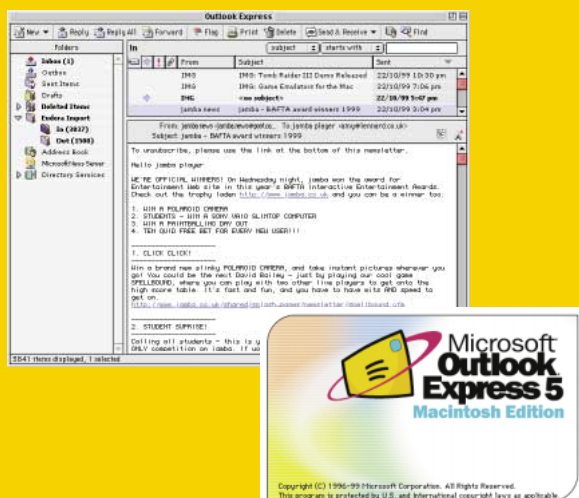 Outlook Express
New Reply Reply All Forward Flag Print Delete Send & Receive Find
Folders
In
subject starts with
From Subject Sent
Inbox (1)
Outbox
Sent Items
Drafts
Deleted Items
Eudora Import
In (2837)
Out (1988)
Address Book
Microsoft News Server
Directory Services
IMG IMG: Tomb Raider III Demo Released 22/10/99 10:30 pm
IMG IMG: Game Emulators for the Mac 22/10/99 7:06 pm
<no subject> 22/10/99 5:47 pm
jamba news jamba - BAFTA award winners 1999 22/10/99 3:04 pm
From: jamba news To: jamba player
Subject: jamba - BAFTA award winners 1999
To unsubscribe, please use the link at the bottom of this newsletter.
Hello jamba player
WE'RE OFFICIAL WINNERS! On Wednesday night, jamba won the award for
Entertainment Web site in this year's BAFTA Interactive Entertainment Awards.
Check out the trophy laden http://www.jamba.co.uk and you can be a winner too:
1. WIN A POLAROID CAMERA
2. STUDENTS - WIN A SONY VAIO SLIMTOP COMPUTER
3. WIN A PAINTBALLING DAY OUT
4. TEN QUID FREE BET FOR EVERY NEW USER!!!
1. CLICK CLICK!
Win a brand new slinky POLAROID CAMERA, and take instant pictures wherever you
go! You could be the next David Bailey - just by playing our cool game
SPELLBOUND, where you can play with two other live players to get onto the
high score table. It's fast and fun, and you have to have wits AND speed to
get on.
2. STUDENT SUPRISE!
Calling all students - this is y
ONLY competition on jamba. If wo
5641 items displayed, 1 selected
Microsoft
Outlook
Express 5
Macintosh Edition
Copyright (C) 1996-99 Microsoft Corporation. All Rights Reserved.
This program is protected by U.S. and International copyright laws as applicable